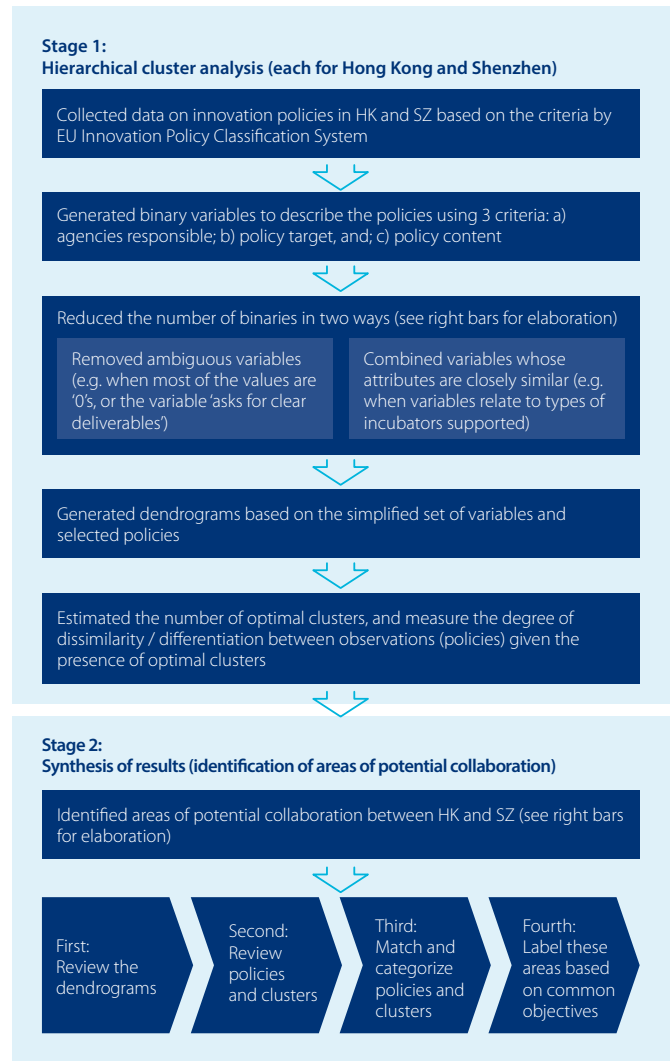 Stage 1:
Hierarchical cluster analysis (each for Hong Kong and Shenzhen)
Collected data on innovation policies in HK and SZ based on the criteria by
EU Innovation Policy Classification System
Generated binary variables to describe the policies using 3 criteria: a)
agencies responsible; b) policy target, and; c) policy content
Reduced the number of binaries in two ways (see right bars for elaboration)
Removed ambiguous variables
(e.g. when most of the values are
‘0’s, or the variable ‘asks for clear
deliverables’)
Combined variables whose
attributes are closely similar (e.g.
when variables relate to types of
incubators supported)
Generated dendrograms based on the simplified set of variables and
selected policies
Estimated the number of optimal clusters, and measure the degree of
dissimilarity / differentiation between observations (policies) given the
presence of optimal clusters
Stage 2:
Synthesis of results (identification of areas of potential collaboration)
Identified areas of potential collaboration between HK and SZ (see right bars
for elaboration)
First:
Review the
dendrograms
Second:
Review
policies
and clusters
Third:
Match and
categorize
policies and
clusters
Fourth:
Label these
areas based
on common
objectives